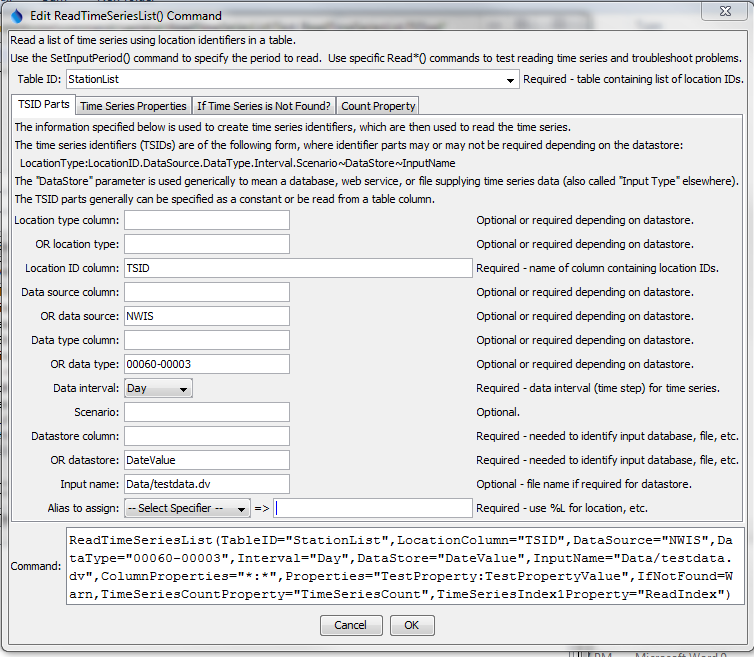 Edit ReadTimeSeriesList() Command
Read a list of time series using location identifiers in a table.
Use the SetInputPeriod() command to specify the period to read. Use specific Read*() commands to test reading time series and troubleshoot problems.
Table ID: StationList Required - table containing list of location IDs.
TSID Parts Time Series Properties If Time Series is Not Found? Count Property
The information specified below is used to create time series identifiers, which are then used to read the time series.
The time series identifiers (TSIDs) are of the following form, where identifier parts may or may not be required depending on the datastore:
LocationType:LocationID.DataSource.DataType.Interval.Scenario~DataStore~InputName
The "DataStore" parameter is used generically to mean a database, web service, or file supplying time series data (also called "Input Type" elsewhere).
The TSID parts generally can be specified as a constant or be read from a table column.
Location type column: Optional or required depending on datastore.
OR location type: Optional or required depending on datastore.
Location ID column: TSID Required - name of column containing location IDs.
Data source column: Optional or required depending on datastore.
OR data source: NWIS Optional or required depending on datastore.
Data type column: Optional or required depending on datastore.
OR data type: 00060-00003 Optional or required depending on datastore.
Data interval: Day Required - data interval (time step) for time series.
Scenario: Optional.
Datastore column: Required - needed to identify input database, file, etc.
OR datastore: DateValue Required - needed to identify input database, file, etc.
Input name: Data/testdata.dv Optional - file name if required for datastore.
Alias to assign: -- Select Specifier -- => Required - use %L for location, etc.
Command:
ReadTimeSeriesList(TableID="StationList",LocationColumn="TSID",DataSource="NWIS",Da
taType="00060-00003",Interval="Day",DataStore="DateValue",InputName="Data/testdata.
dv",ColumnProperties="*:*",Properties="TestProperty:TestPropertyValue",IfNotFound=W
arn,TimeSeriesCountProperty="TimeSeriesCount",TimeSeriesIndex1Property="ReadIndex")
Cancel OK